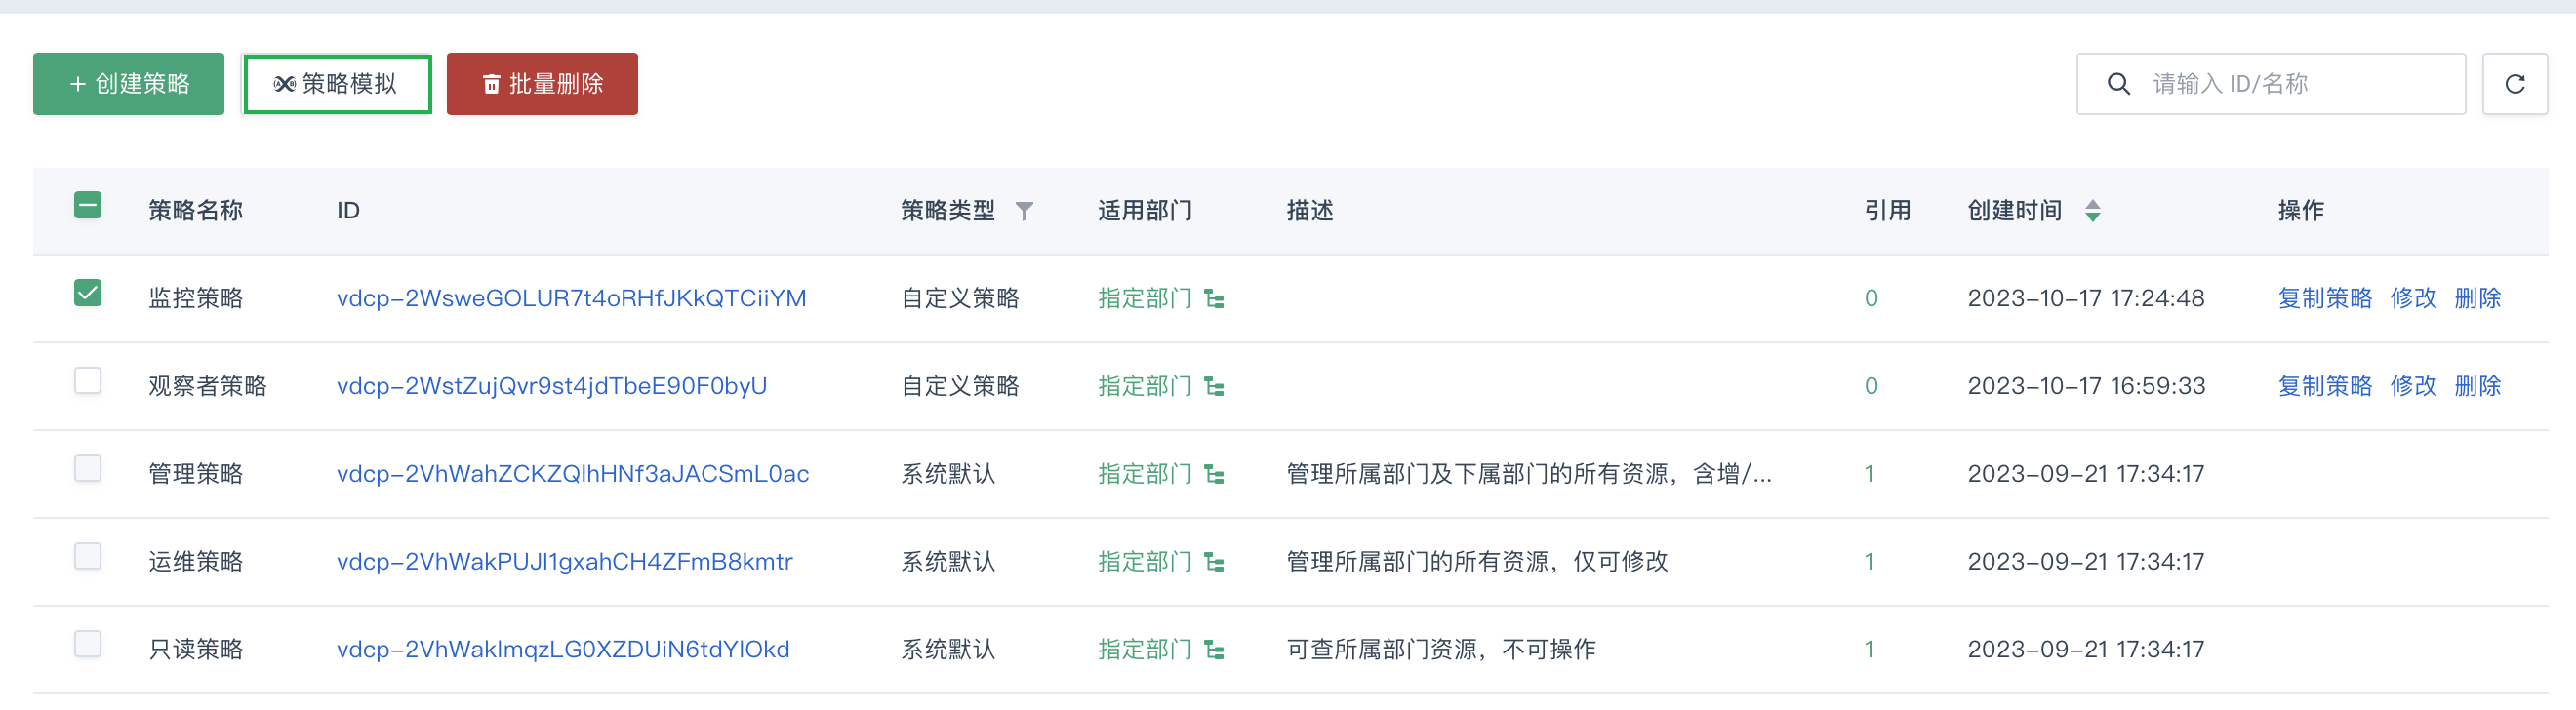 创建策略 策略模拟 批量删除 请输入 ID/名称
策略名称 ID 策略类型 适用部门 描述 引用 创建时间 操作
监控策略 vdcp-2WsweGOLUR7t4oRHfJKkQTCiiYM 自定义策略 指定部门 0 2023-10-17 17:24:48 复制策略 修改 删除
观察者策略 vdcp-2WstZujQvr9st4jdTbeE90F0byU 自定义策略 指定部门 0 2023-10-17 16:59:33 复制策略 修改 删除
管理策略 vdcp-2VhWahZCKZQlhHNf3aJACSmL0ac 系统默认 指定部门 管理所属部门及下属部门的所有资源，含增/... 1 2023-09-21 17:34:17
运维策略 vdcp-2VhWakPUJl1gxahCH4ZFmB8kmtr 系统默认 指定部门 管理所属部门的所有资源，仅可修改 1 2023-09-21 17:34:17
只读策略 vdcp-2VhWaklmqzLG0XZDUiN6tdYlOkd 系统默认 指定部门 可查所属部门资源，不可操作 1 2023-09-21 17:34:17